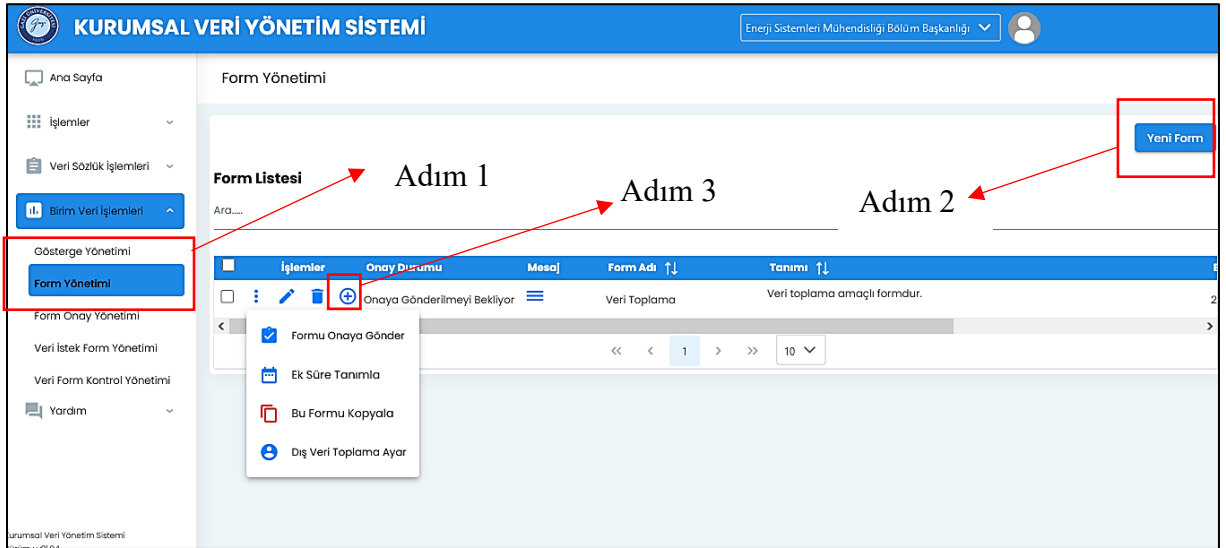 KURUMSAL VERİ YÖNETİM SİSTEMİ
Enerji Sistemleri Mühendisliği Bölüm Başkanlığı
Ana Sayfa
İşlemler
Veri Sözlük İşlemleri
Birim Veri İşlemleri
Gösterge Yönetimi
Form Yönetimi
Form Onay Yönetimi
Veri İstek Form Yönetimi
Veri Form Kontrol Yönetimi
Yardım
Form Yönetimi
Yeni Form
Form Listesi
Adım 1
Adım 3
Adım 2
Ara.....
İşlemler Onay Durumu Mesaj Form Adı Tanımı
Onaya Gönderilmeyi Bekliyor Veri Toplama Veri toplama amaçlı formdur. 2
Formu Onaya Gönder
Ek Süre Tanımla
Bu Formu Kopyala
Dış Veri Toplama Ayar
<< < 1 > >> 10
Kurumsal Veri Yönetim Sistemi